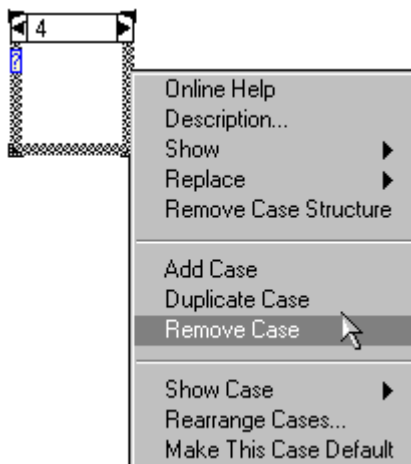 4
?
Online Help
Description...
Show
Replace
Remove Case Structure
Add Case
Duplicate Case
Remove Case
Show Case
Rearrange Cases...
Make This Case Default